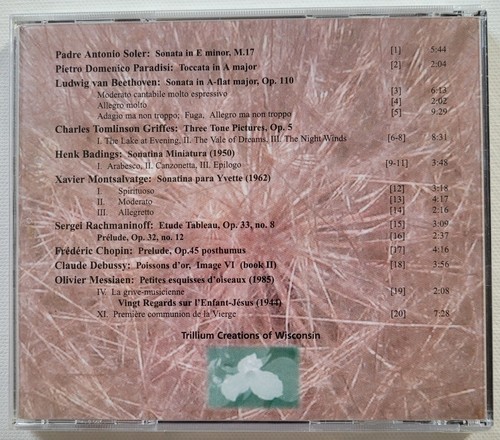 Padre Antonio Soler: Sonata in E minor, M.17 [1] 5:44
Pietro Domenico Paradisi: Toccata in A major [2] 2:04
Ludwig van Beethoven: Sonata in A-flat major, Op. 110
Moderato cantabile molto espressivo [3] 6:13
Allegro molto [4] 2:02
Adagio ma non troppo; Fuga, Allegro ma non troppo [5] 9:29
Charles Tomlinson Griffes: Three Tone Pictures, Op. 5
I. The Lake at Evening, II. The Vale of Dreams, III. The Night Winds [6-8] 8:31
Henk Badings: Sonatina Miniatura (1950)
I. Arabesco, II. Canzonetta, III. Epilogo [9-11] 3:48
Xavier Montsalvatge: Sonatina para Yvette (1962)
I. Spirituoso [12] 3:18
II. Moderato [13] 4:17
III. Allegretto [14] 2:16
Sergei Rachmaninoff: Etude Tableau, Op. 33, no. 8 [15] 3:09
Prélude, Op. 32, no. 12 [16] 2:37
Frédéric Chopin: Prelude, Op.45 posthumus [17] 4:16
Claude Debussy: Poissons d'or, Image VI (book II) [18] 3:56
Olivier Messiaen: Petites esquisses d'oiseaux (1985)
IV. La grive-musicienne [19] 2:08
Vingt Regards sur l'Enfant-Jésus (1944)
XI. Première communion de la Vierge [20] 7:28
Trillium Creations of Wisconsin